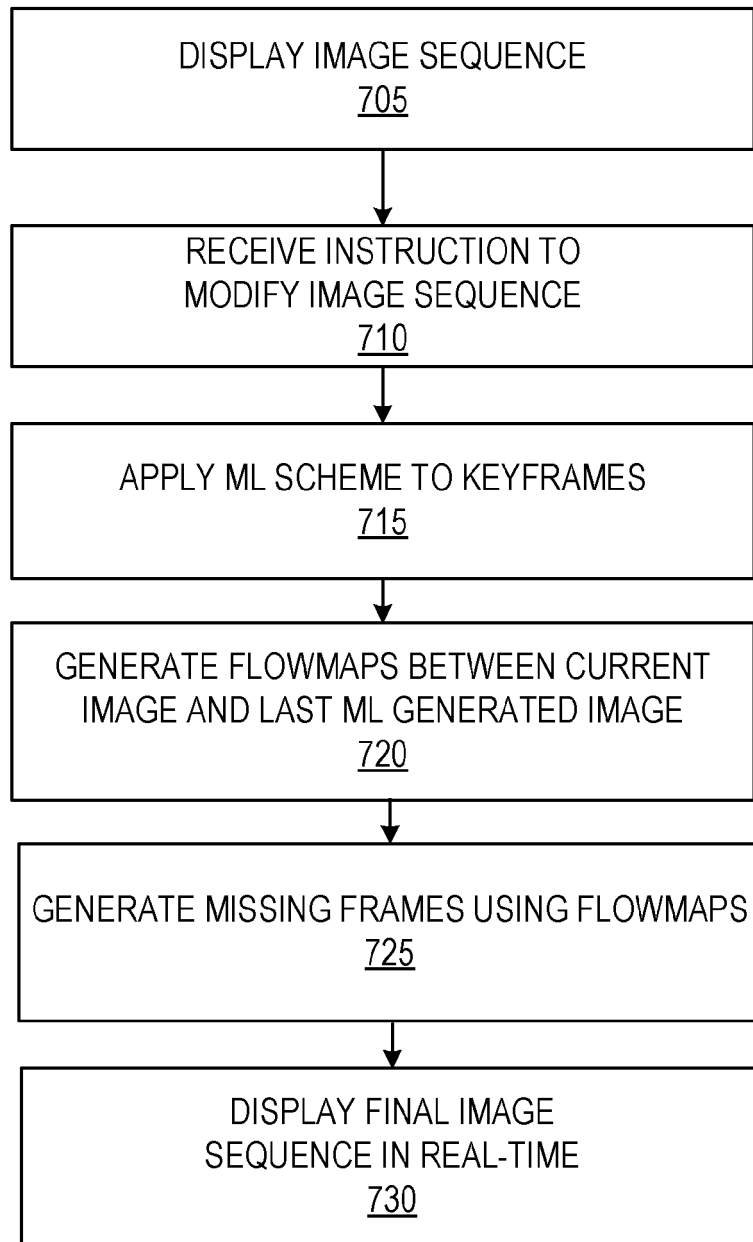 DISPLAY IMAGE SEQUENCE
705
RECEIVE INSTRUCTION TO
MODIFY IMAGE SEQUENCE
710
APPLY ML SCHEME TO KEYFRAMES
715
GENERATE FLOWMAPS BETWEEN CURRENT
IMAGE AND LAST ML GENERATED IMAGE
720
GENERATE MISSING FRAMES USING FLOWMAPS
725
DISPLAY FINAL IMAGE
SEQUENCE IN REAL-TIME
730